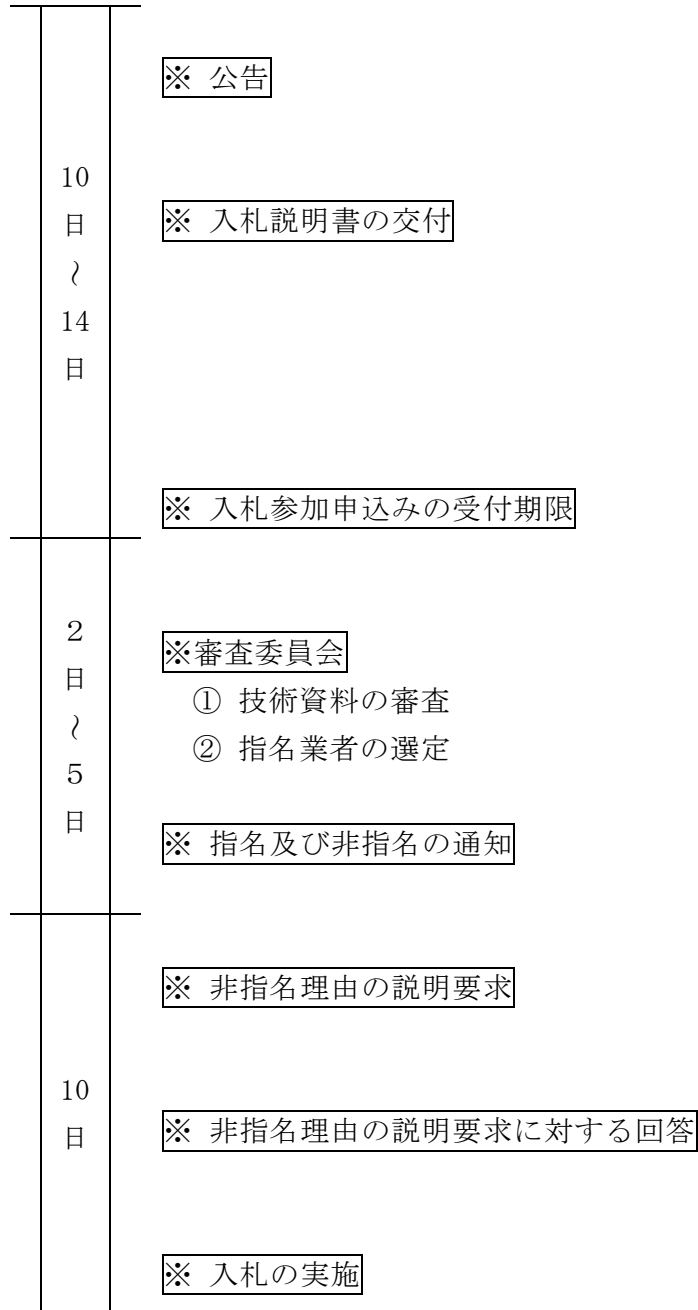 ※ 公告
10
日
～
14
日
※ 入札説明書の交付
※ 入札参加申込みの受付期限
2
日
～
5
日
※審査委員会
① 技術資料の審査
② 指名業者の選定
※ 指名及び非指名の通知
※ 非指名理由の説明要求
10
日
※ 非指名理由の説明要求に対する回答
※ 入札の実施